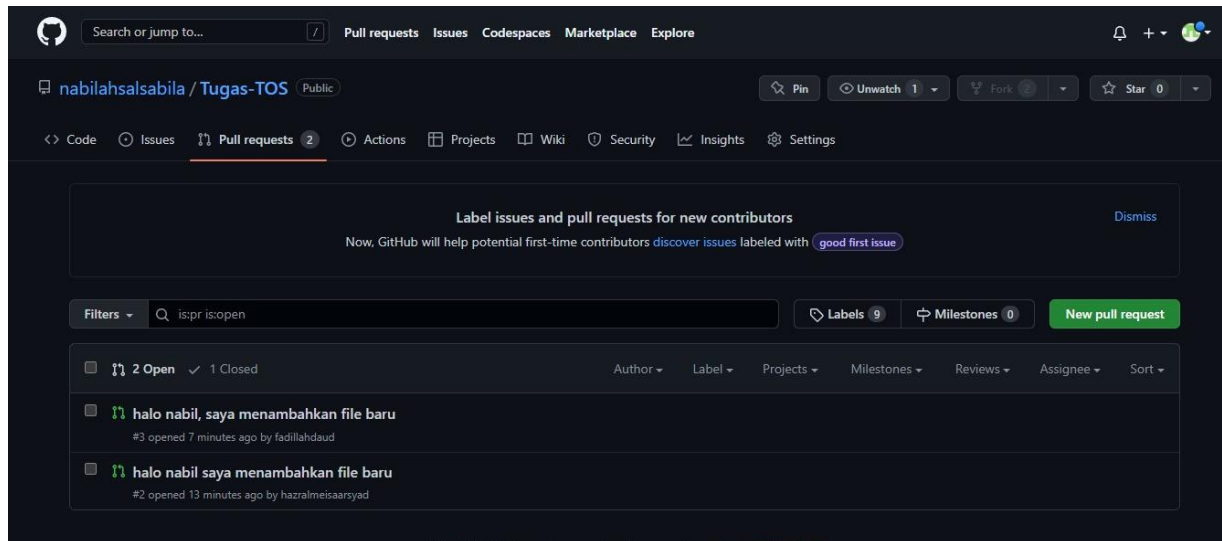 Search or jump to... / Pull requests Issues Codespaces Marketplace Explore
nabilahsalsabila / Tugas-TOS Public Pin Unwatch 1 Fork 2 Star 0
<> Code Issues Pull requests 2 Actions Projects Wiki Security Insights Settings
Label issues and pull requests for new contributors Dismiss
Now, GitHub will help potential first-time contributors discover issues labeled with good first issue
Filters is:pr is:open Labels 9 Milestones 0 New pull request
2 Open 1 Closed Author Label Projects Milestones Reviews Assignee Sort
halo nabil, saya menambahkan file baru
#3 opened 7 minutes ago by fadillahdaud
halo nabil saya menambahkan file baru
#2 opened 13 minutes ago by hazralmeisaarsyad